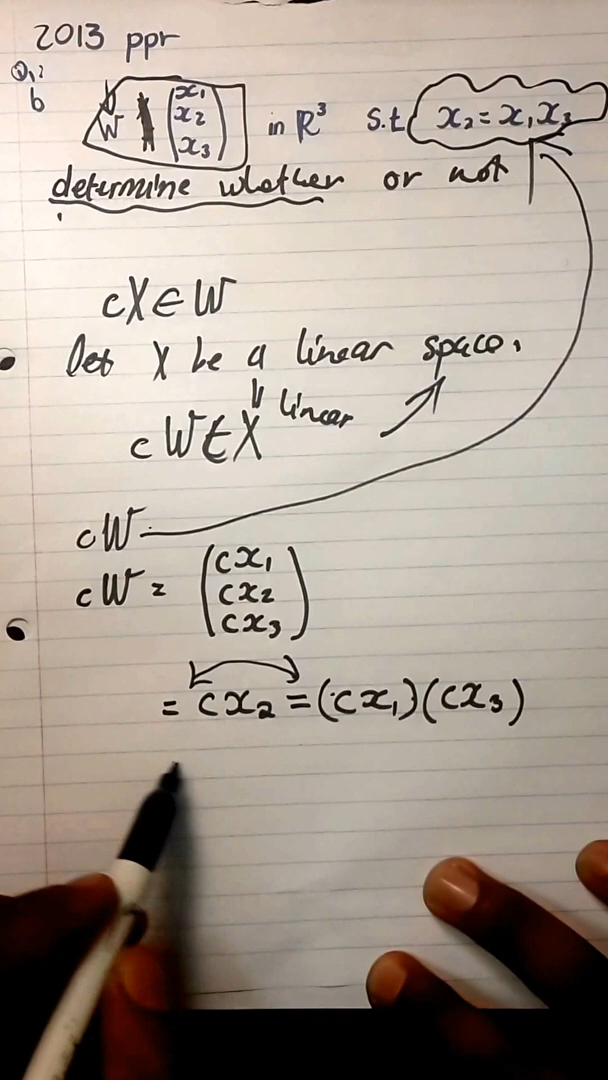 2013 ppr
Q1,2
b W (x₁ x₂ x₃) in ℝ³ s.t x₂ = x₁x₃
determine whether or not
cX ∈ W
Let X be a linear space.
linear
cW ∈ X
cW
cW = (cx₁ cx₂ cx₃)
= cx₂ = (cx₁)(cx₃)